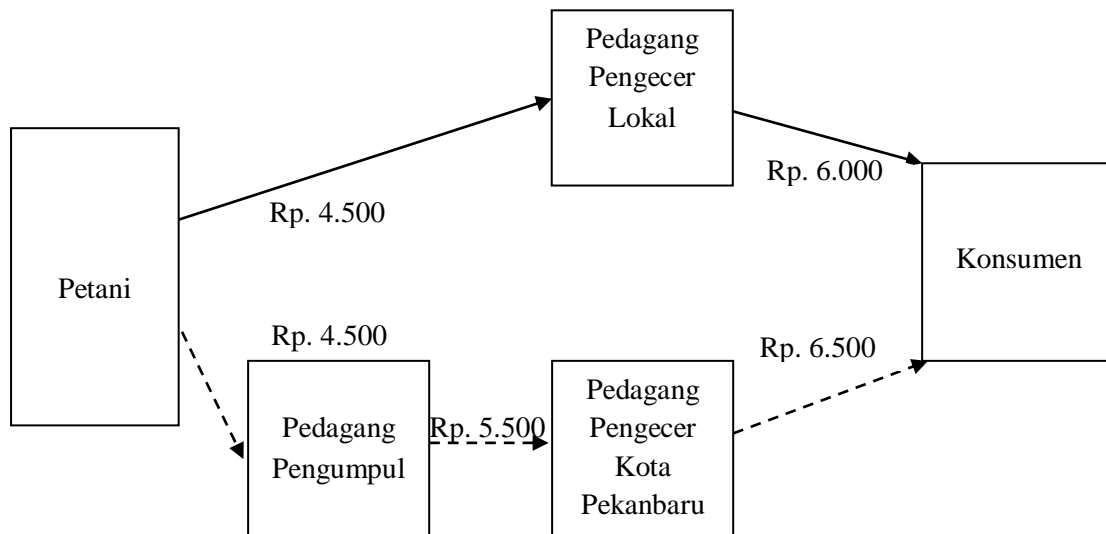 Pedagang
Pengecer
Lokal
Rp. 6.000
Rp. 4.500
Konsumen
Petani
Rp. 4.500
Rp. 6.500
Pedagang
Pengumpul
Rp. 5.500
Pedagang
Pengecer
Kota
Pekanbaru